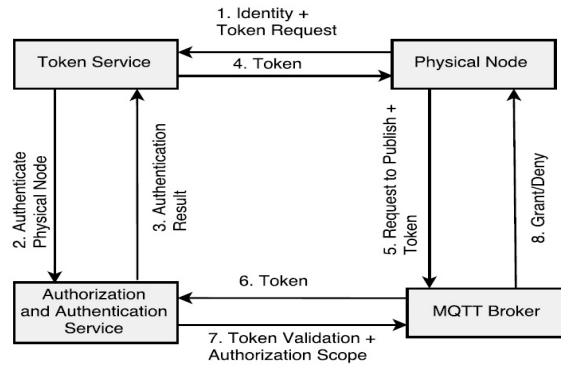 1. Identity +
Token Request
Token Service
4. Token
Physical Node
2. Authenticate
Physical Node
3. Authentication
Result
5. Request to Publish +
Token
8. Grant/Deny
6. Token
Authorization
and Authentication
Service
MQTT Broker
7. Token Validation +
Authorization Scope